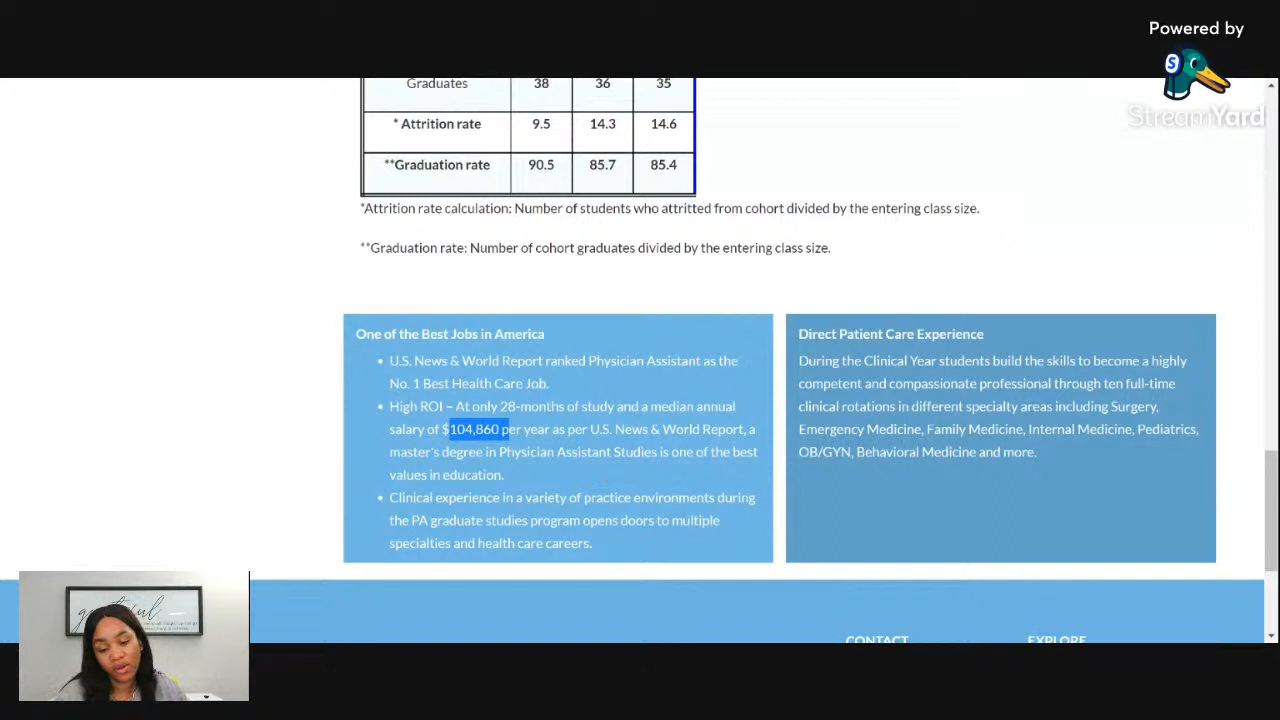 Powered by
S
StreamYard
Graduates 38 36 35
* Attrition rate 9.5 14.3 14.6
**Graduation rate 90.5 85.7 85.4
*Attrition rate calculation: Number of students who attritted from cohort divided by the entering class size.
**Graduation rate: Number of cohort graduates divided by the entering class size.
One of the Best Jobs in America
• U.S. News & World Report ranked Physician Assistant as the
No. 1 Best Health Care Job.
• High ROI – At only 28-months of study and a median annual
salary of $104,860 per year as per U.S. News & World Report, a
master's degree in Physician Assistant Studies is one of the best
values in education.
• Clinical experience in a variety of practice environments during
the PA graduate studies program opens doors to multiple
specialties and health care careers.
Direct Patient Care Experience
During the Clinical Year students build the skills to become a highly
competent and compassionate professional through ten full-time
clinical rotations in different specialty areas including Surgery,
Emergency Medicine, Family Medicine, Internal Medicine, Pediatrics,
OB/GYN, Behavioral Medicine and more.
grateful
CONTACT EXPLORE